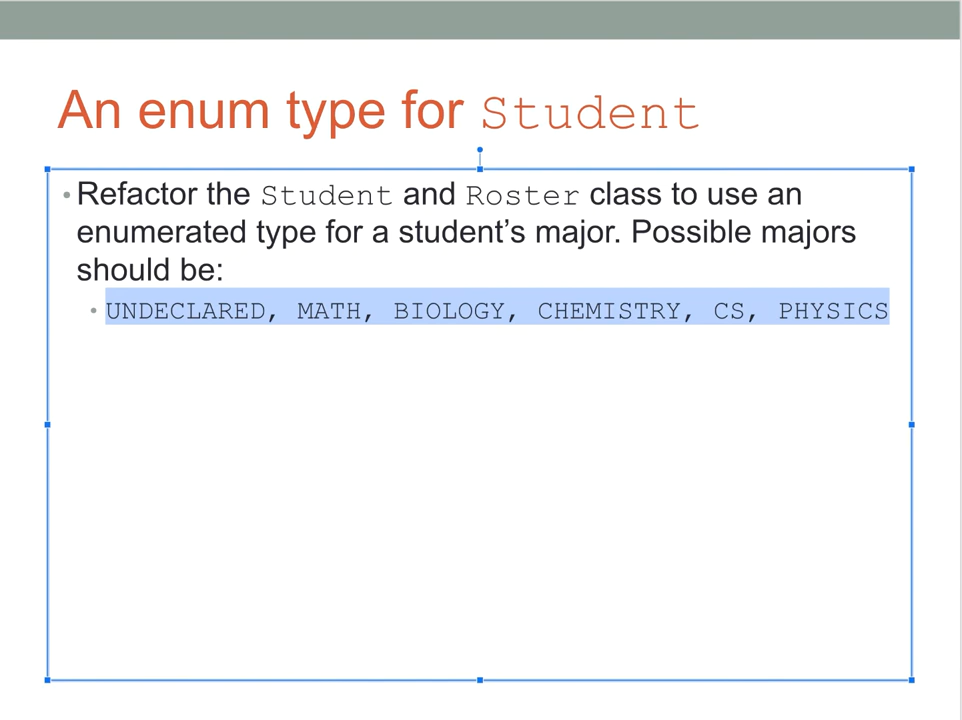 An enum type for Student
• Refactor the Student and Roster class to use an
enumerated type for a student’s major. Possible majors
should be:
• UNDECLARED, MATH, BIOLOGY, CHEMISTRY, CS, PHYSICS